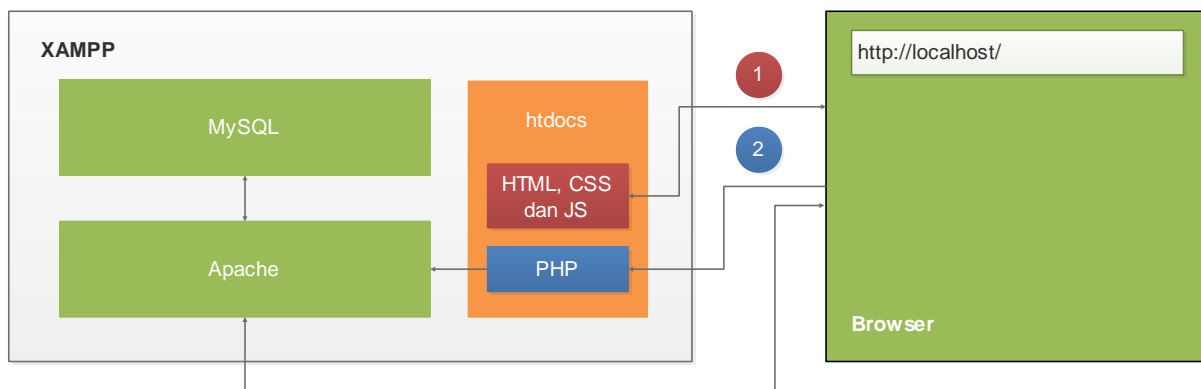 XAMPP
MySQL
Apache
htdocs
HTML, CSS
dan JS
PHP
1
2
http://localhost/
Browser